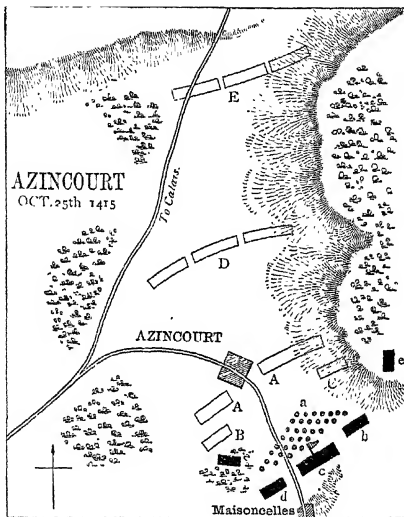 E
AZINCOURT
OCT. 25th 1415
To Calais.
D
AZINCOURT
A
C
e
A
a
B
b
c
d
Maisoncelles